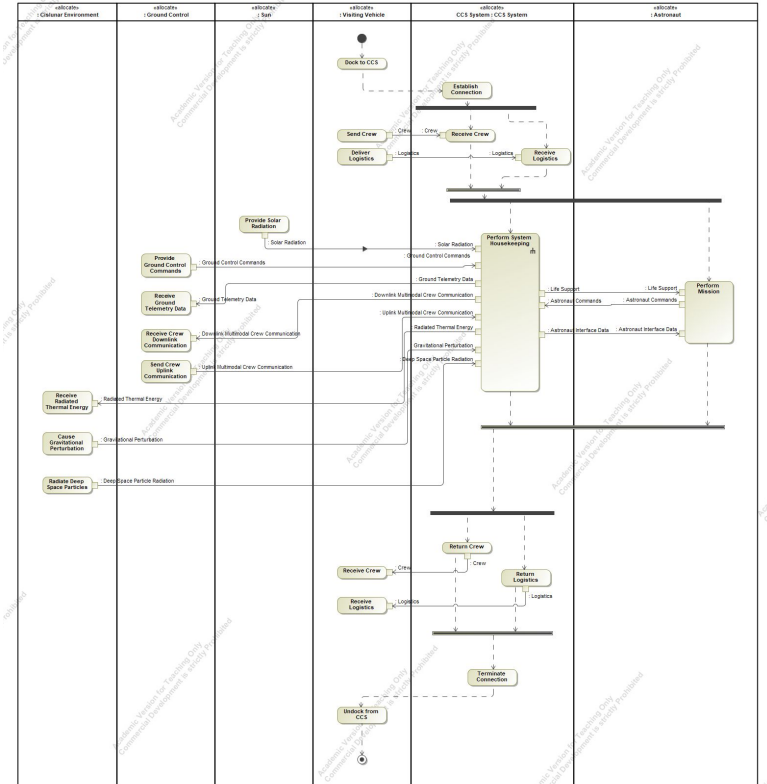 «allocate»
: Cislunar Environment
«allocate»
: Ground Control
«allocate»
: Sun
«allocate»
: Visiting Vehicle
«allocate»
CCS System : CCS System
«allocate»
: Astronaut
Dock to CCS
Establish
Connection
Send Crew
: Crew
: Crew
Receive Crew
Deliver
Logistics
: Logistics
: Logistics
Receive
Logistics
Provide Solar
Radiation
: Solar Radiation
: Solar Radiation
Perform System
Housekeeping
Provide
Ground Control
Commands
: Ground Control Commands
: Ground Control Commands
Receive
Ground
Telemetry Data
: Ground Telemetry Data
: Ground Telemetry Data
: Life Support
: Life Support
Perform
Mission
: Downlink Multimodal Crew Communication
: Astronaut Commands
: Astronaut Commands
: Uplink Multimodal Crew Communication
Receive Crew
Downlink
Communication
: Downlink Multimodal Crew Communication
Radiated Thermal Energy
: Astronaut Interface Data
: Astronaut Interface Data
Gravitational Perturbation
Send Crew
Uplink
Communication
: Uplink Multimodal Crew Communication
: Deep Space Particle Radiation
Receive
Radiated
Thermal Energy
: Radiated Thermal Energy
Cause
Gravitational
Perturbation
: Gravitational Perturbation
Radiate Deep
Space Particles
: Deep Space Particle Radiation
Return Crew
: Crew
Receive Crew
: Crew
Return
Logistics
: Logistics
Receive
Logistics
: Logistics
Terminate
Connection
Undock from
CCS
Academic Version for Teaching Only
Commercial Development is strictly Prohibited